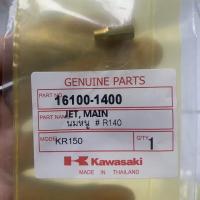 GENUINE PARTS
PART NO. 16100-1400
PART NAME JET, MAIN
นมหนู # R140
MODEL KR150 Q'TY 1
Kawasaki
MADE IN THAILAND